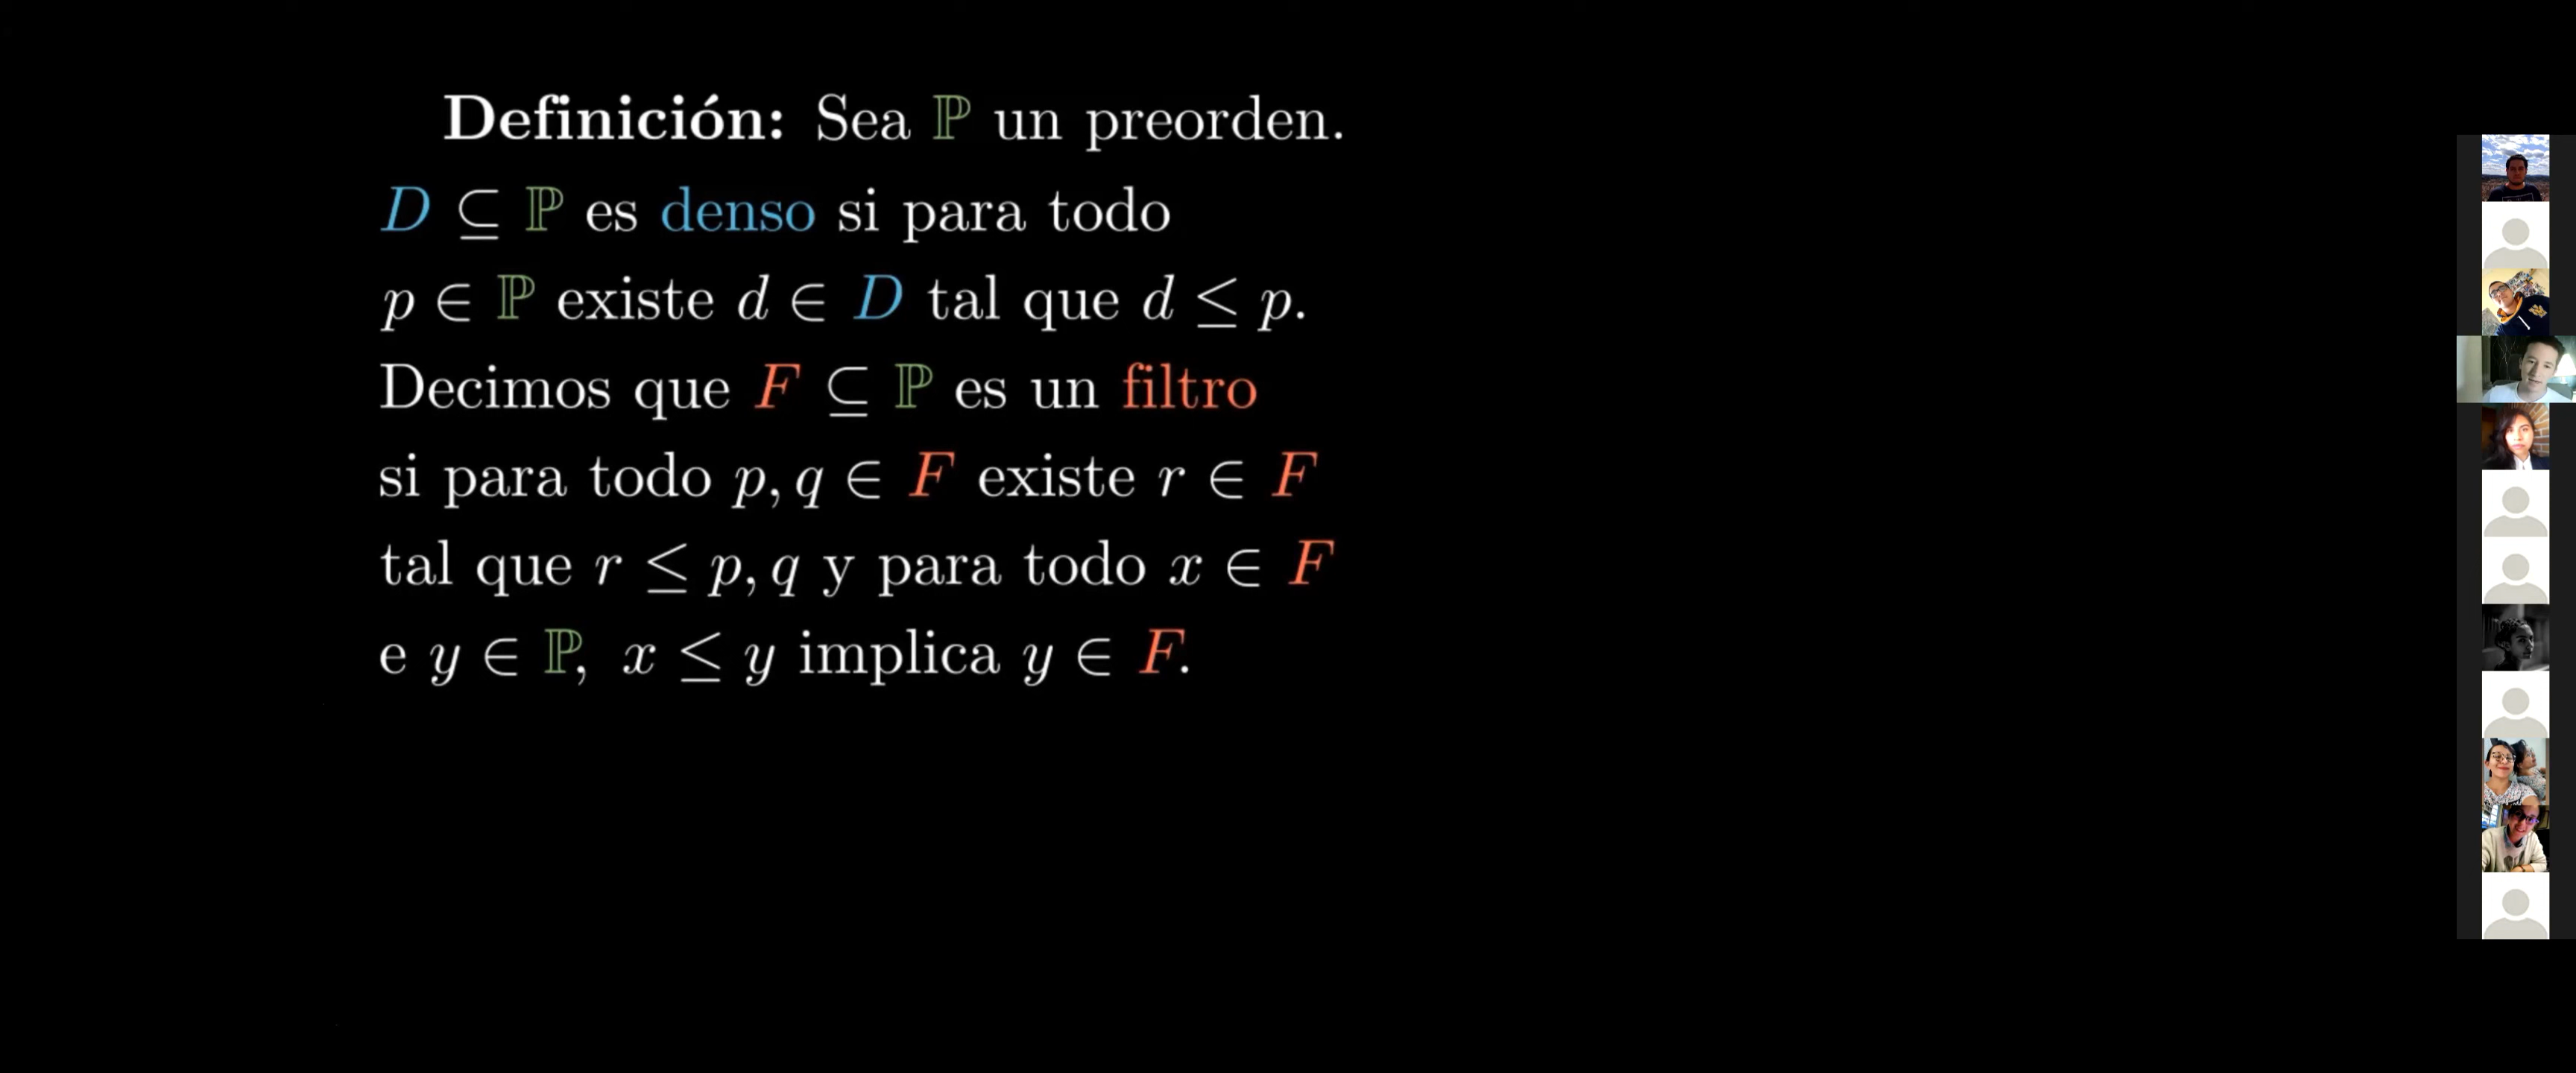 Definición: Sea ℙ un preorden.
D ⊆ ℙ es denso si para todo
p ∈ ℙ existe d ∈ D tal que d ≤ p.
Decimos que F ⊆ ℙ es un filtro
si para todo p, q ∈ F existe r ∈ F
tal que r ≤ p, q y para todo x ∈ F
e y ∈ ℙ, x ≤ y implica y ∈ F.